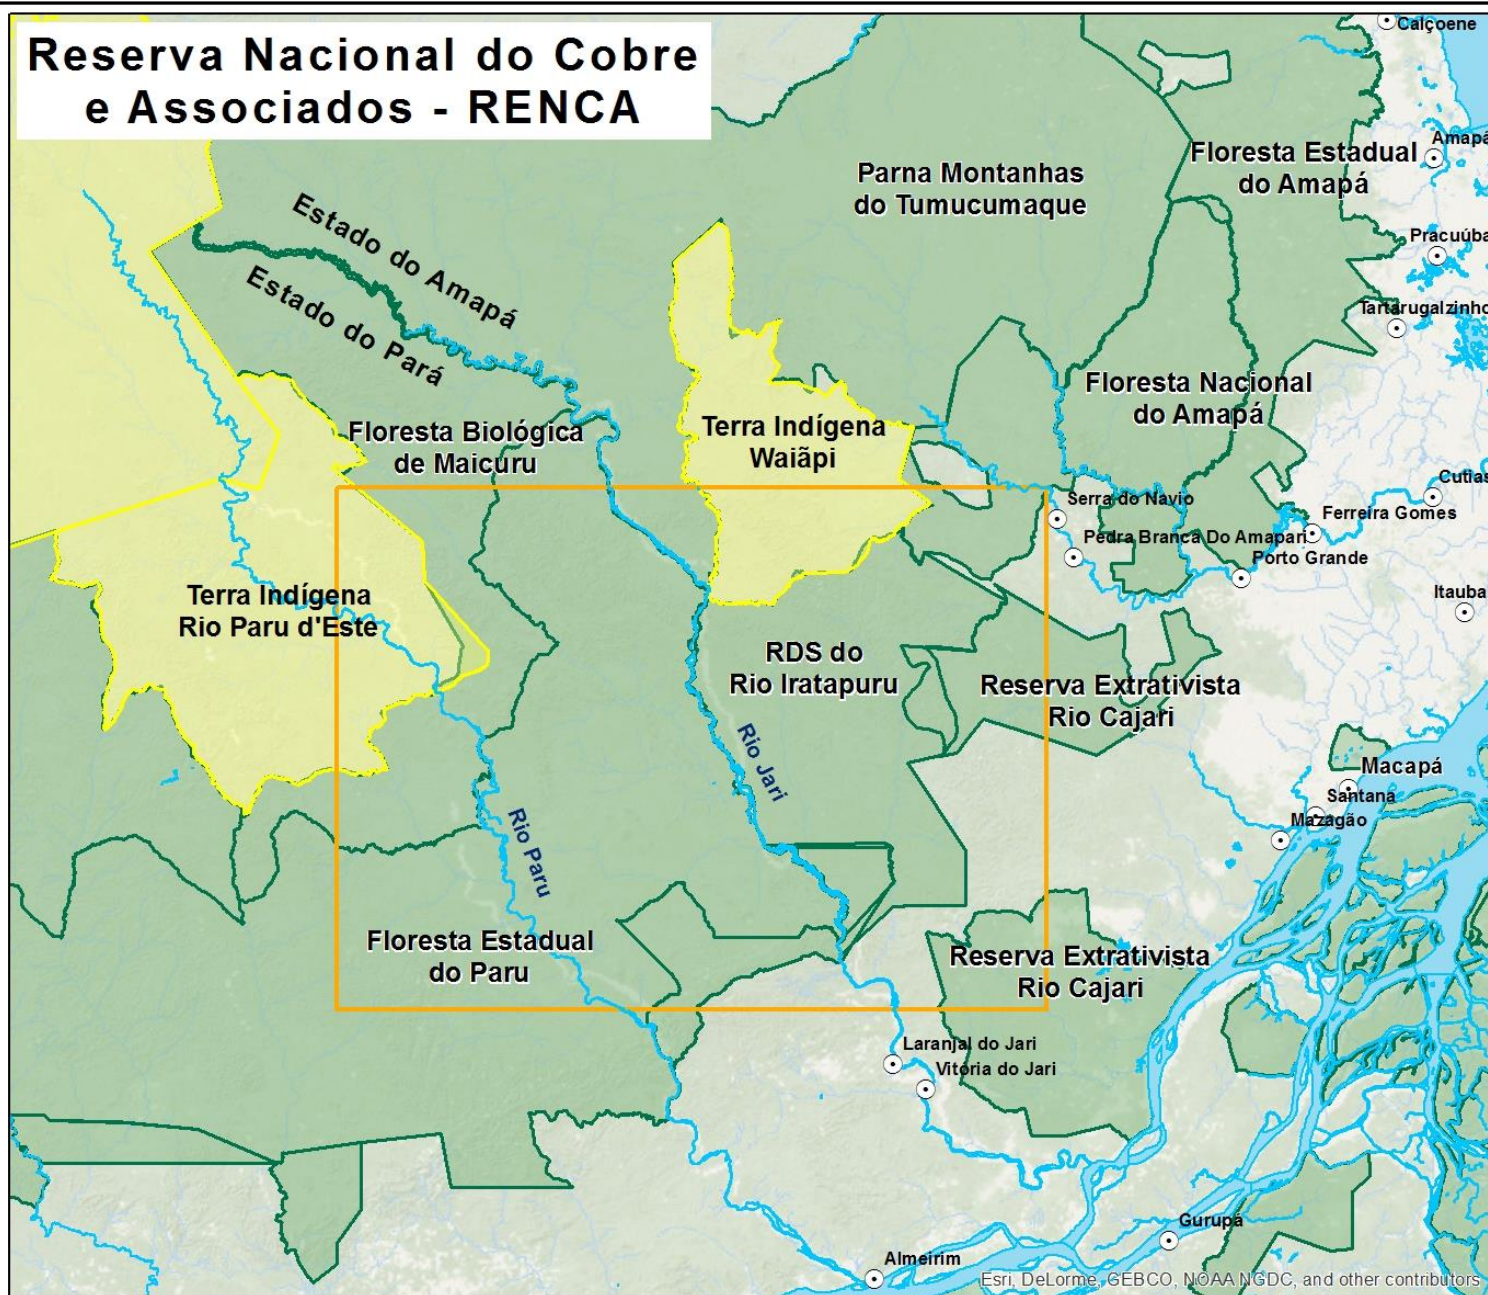 Reserva Nacional do Cobre
e Associados - RENCA
Calçoene
Amapá
Floresta Estadual
do Amapá
Parna Montanhas
do Tumucumaque
Estado do Amapá
Estado do Pará
Pracuúba
Tartarugalzinho
Floresta Nacional
do Amapá
Terra Indígena
Waiãpi
Floresta Biológica
de Maicuru
Cutias
Serra do Navio
Ferreira Gomes
Pedra Branca Do Amapari
Porto Grande
Itauba
Terra Indígena
Rio Paru d'Este
RDS do
Rio Iratapuru
Reserva Extrativista
Rio Cajari
Rio Jari
Macapá
Santana
Mazagão
Rio Paru
Floresta Estadual
do Paru
Reserva Extrativista
Rio Cajari
Laranjal do Jari
Vitória do Jari
Gurupá
Almeirim
Esri, DeLorme, GEBCO, NOAA NGDC, and other contributors